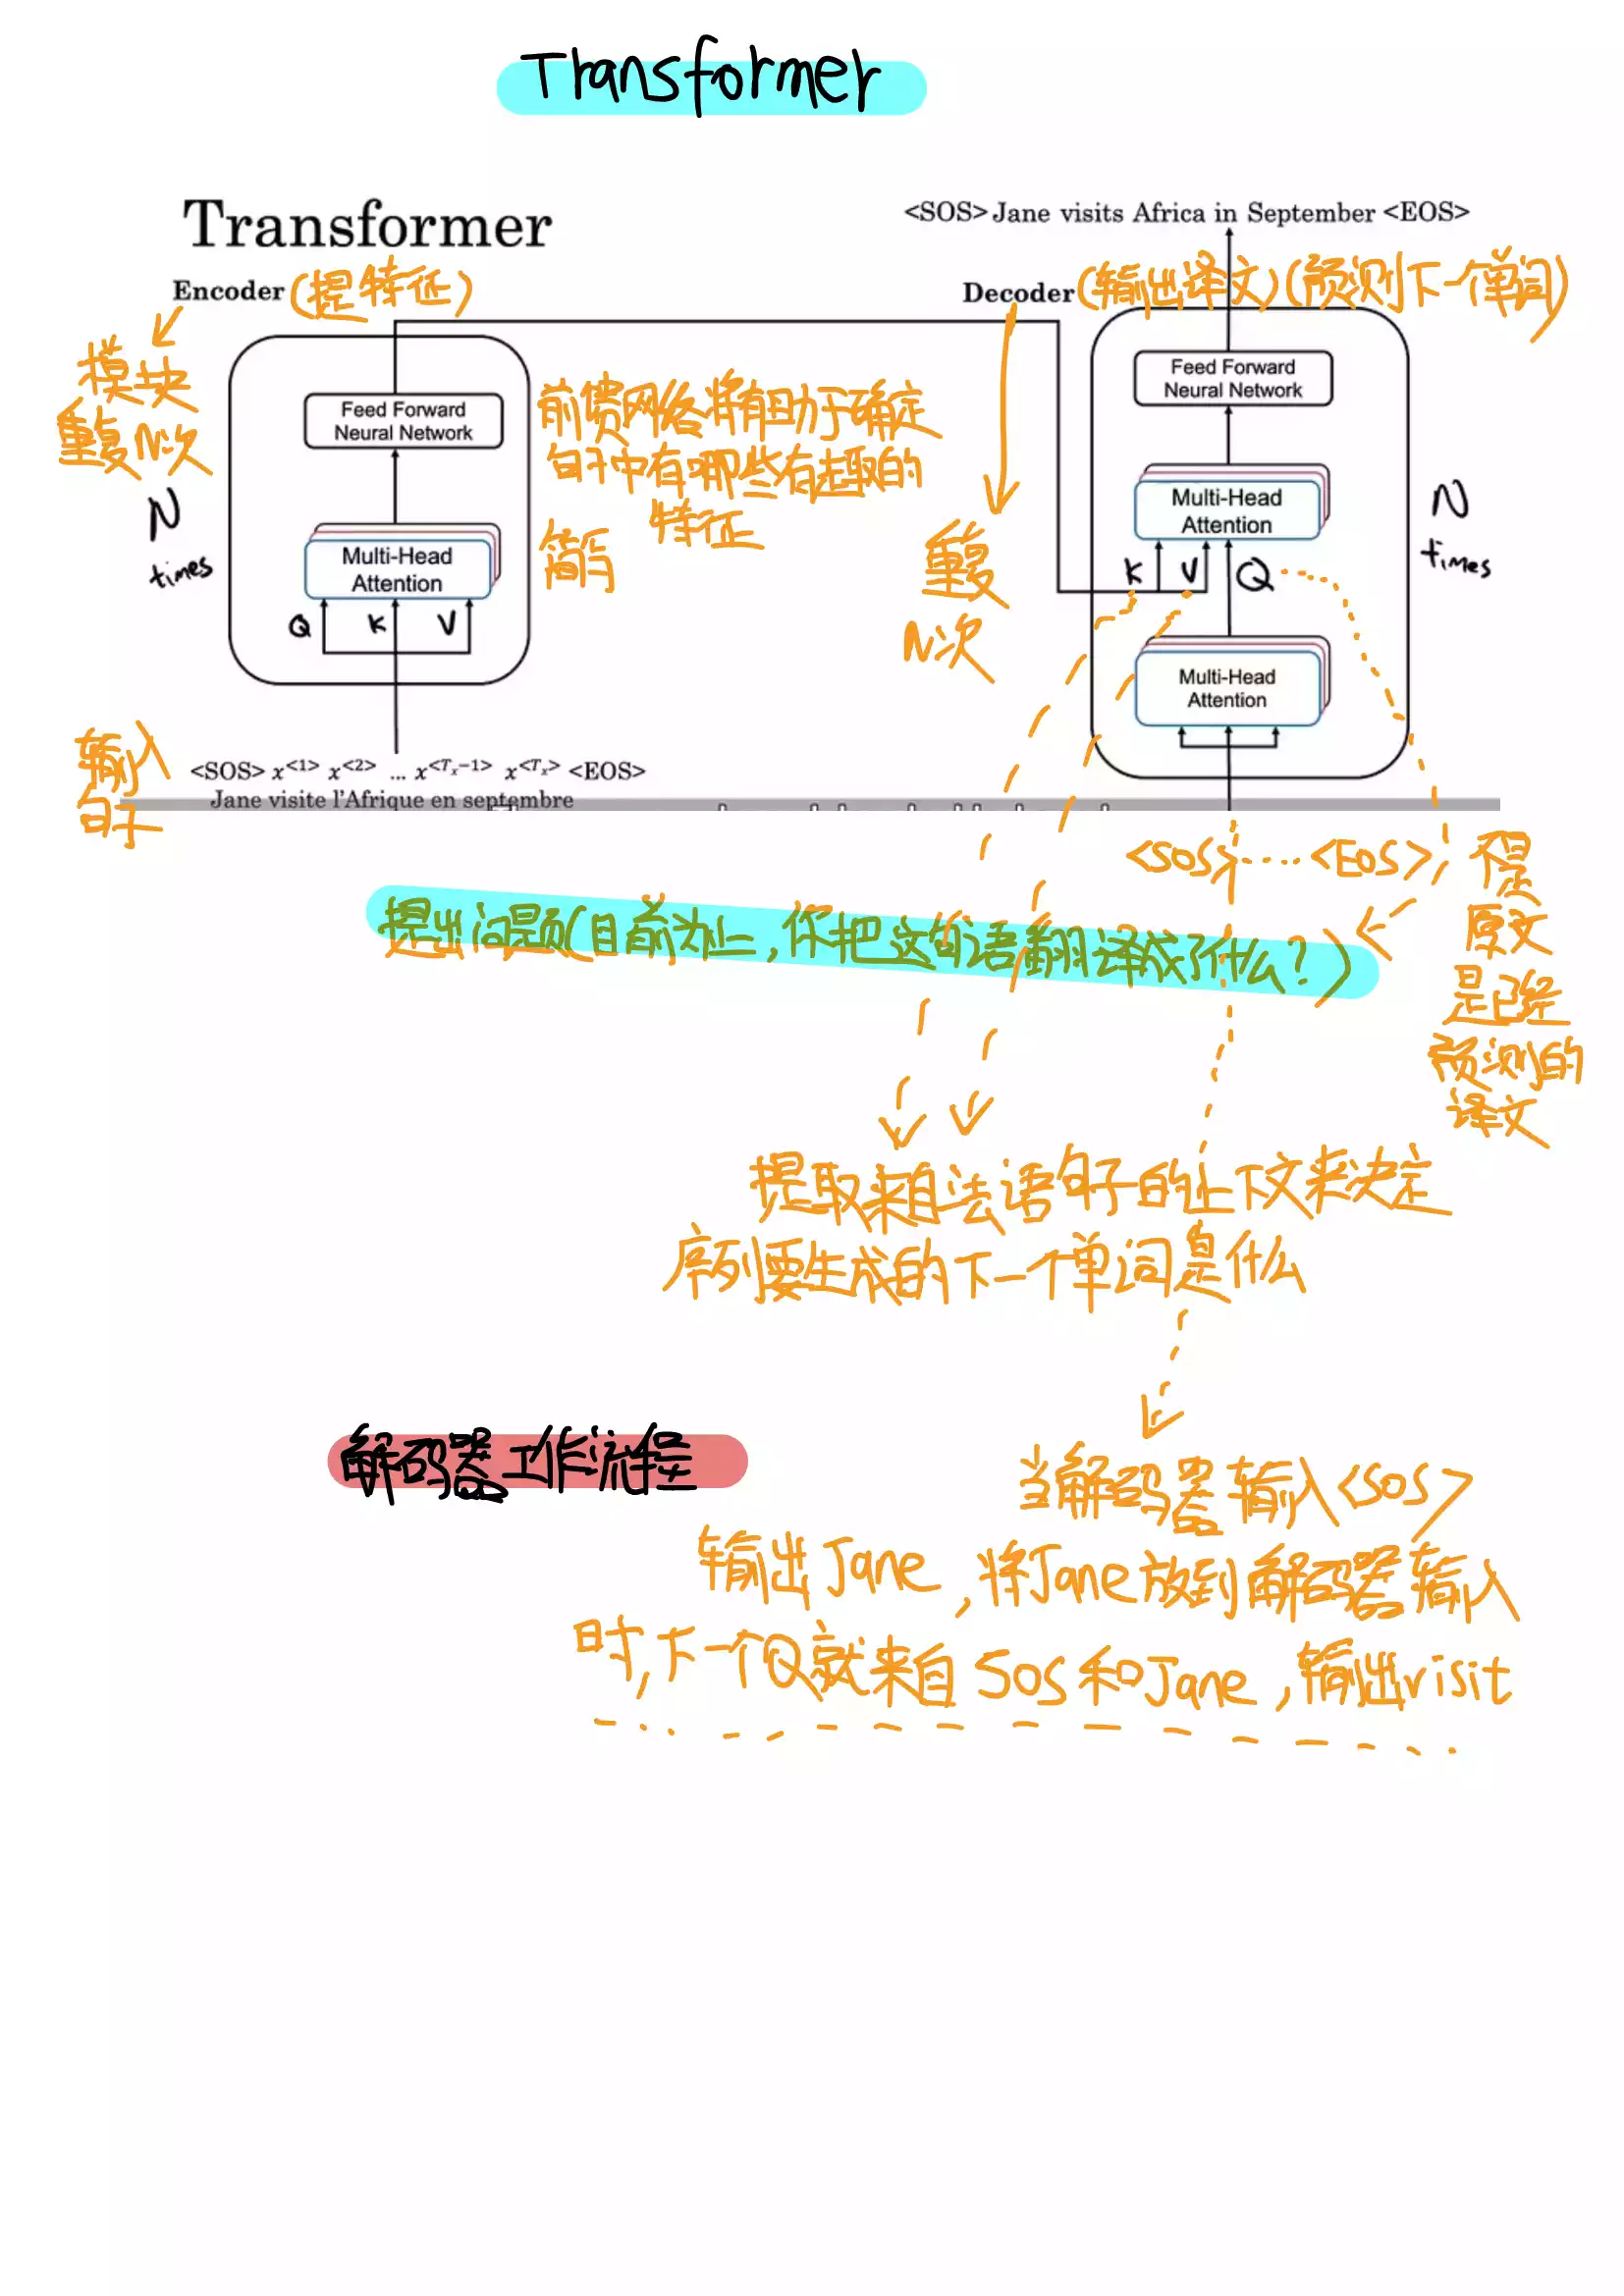 Transformer
Transformer
<SOS> Jane visits Africa in September <EOS>
Encoder (提特征)
Decoder (输出译文) (预测下一个单词)
模块
重复N次
N
times
Feed Forward
Neural Network
前馈网络将有助于确定
句子中有哪些有趣的
特征
简写
Multi-Head
Attention
Q K V
重复
N次
Feed Forward
Neural Network
Multi-Head
Attention
K V Q
Multi-Head
Attention
N
times
输入
句子
<SOS> x<1> x<2> ... x<Tx−1> x<Tx> <EOS>
Jane visite l'Afrique en septembre
<SOS> ..... <EOS>
不是
原文
是已经
预测的
译文
提出问题(目前为止,你把这句话翻译成了什么?)
提取来自法语句子的上下文来决定
序列要生成的下一个单词是什么
解码器工作流程
当解码器输入<SOS>
输出Jane,将Jane放到解码器输入
时,下一个Q就来自SOS和Jane,输出visit